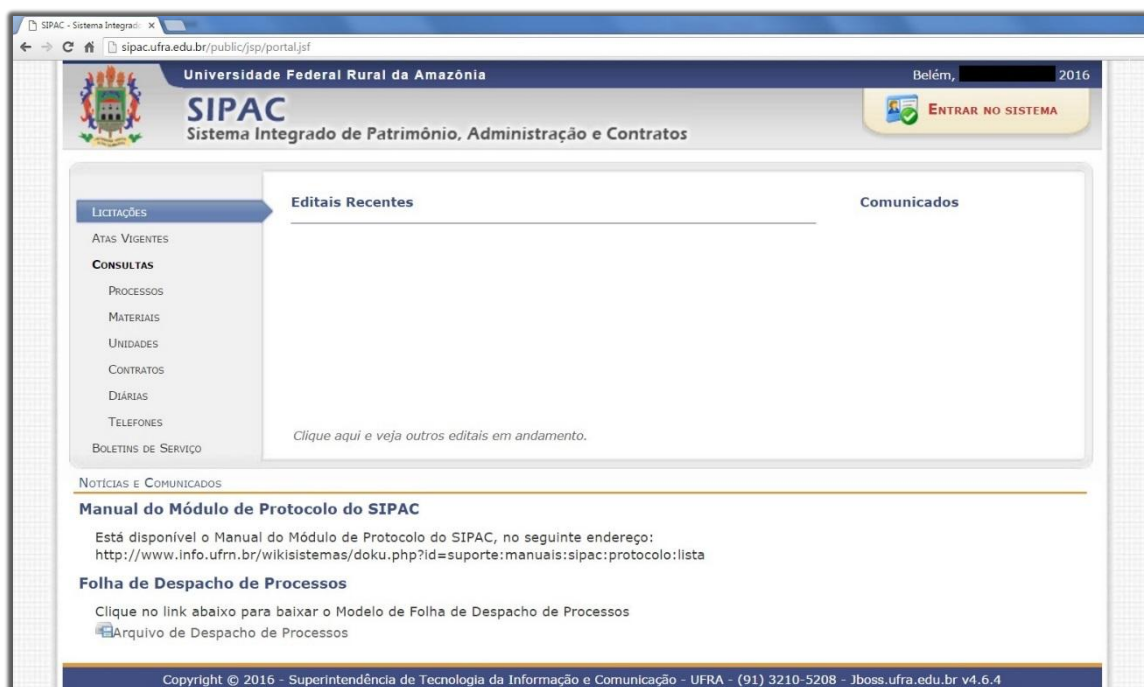 SIPAC - Sistema Integrad
sipac.ufra.edu.br/public/jsp/portal.jsf
Universidade Federal Rural da Amazônia
Belém, 2016
SIPAC
Sistema Integrado de Patrimônio, Administração e Contratos
ENTRAR NO SISTEMA
LICITAÇÕES
ATAS VIGENTES
CONSULTAS
PROCESSOS
MATERIAIS
UNIDADES
CONTRATOS
DIÁRIAS
TELEFONES
BOLETINS DE SERVIÇO
Editais Recentes
Clique aqui e veja outros editais em andamento.
Comunicados
NOTÍCIAS E COMUNICADOS
Manual do Módulo de Protocolo do SIPAC
Está disponível o Manual do Módulo de Protocolo do SIPAC, no seguinte endereço:
http://www.info.ufrn.br/wikisistemas/doku.php?id=suporte:manuais:sipac:protocolo:lista
Folha de Despacho de Processos
Clique no link abaixo para baixar o Modelo de Folha de Despacho de Processos
Arquivo de Despacho de Processos
Copyright © 2016 - Superintendência de Tecnologia da Informação e Comunicação - UFRA - (91) 3210-5208 - Jboss.ufra.edu.br v4.6.4